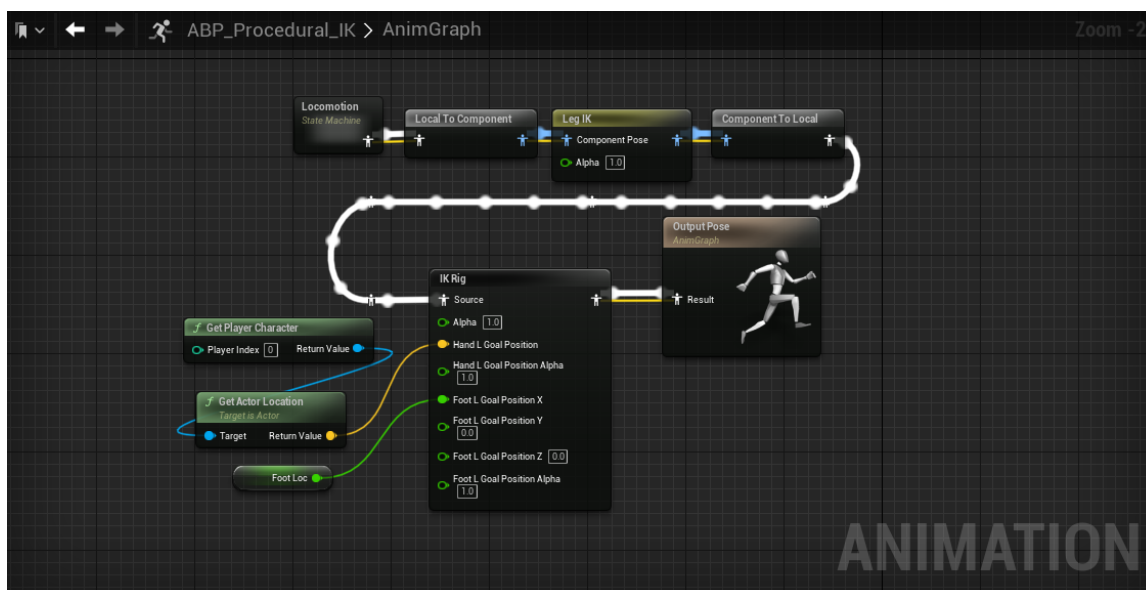 ABP_Procedural_IK > AnimGraph
Zoom -2
Locomotion
State Machine
Local To Component
Leg IK
Component Pose
Alpha 1.0
Component To Local
Output Pose
AnimGraph
Result
IK Rig
Source
Alpha 1.0
Hand L Goal Position
Hand L Goal Position Alpha
1.0
Foot L Goal Position X
Foot L Goal Position Y
0.0
Foot L Goal Position Z 0.0
Foot L Goal Position Alpha
1.0
f Get Player Character
Player Index 0 Return Value
f Get Actor Location
Target is Actor
Target Return Value
Foot Loc
ANIMATION